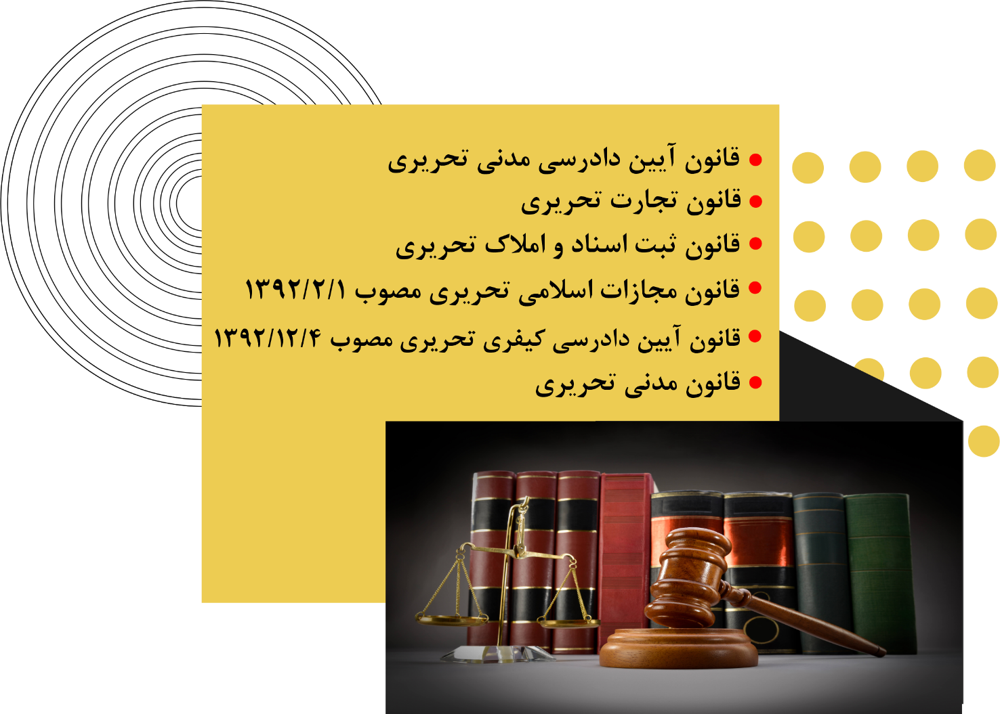 قانون آیین دادرسی مدنی تحریری
قانون تجارت تحریری
قانون ثبت اسناد و املاک تحریری
قانون مجازات اسلامی تحریری مصوب ۱۳۹۲/۲/۱
قانون آیین دادرسی کیفری تحریری مصوب ۱۳۹۲/۱۲/۴
قانون مدنی تحریری